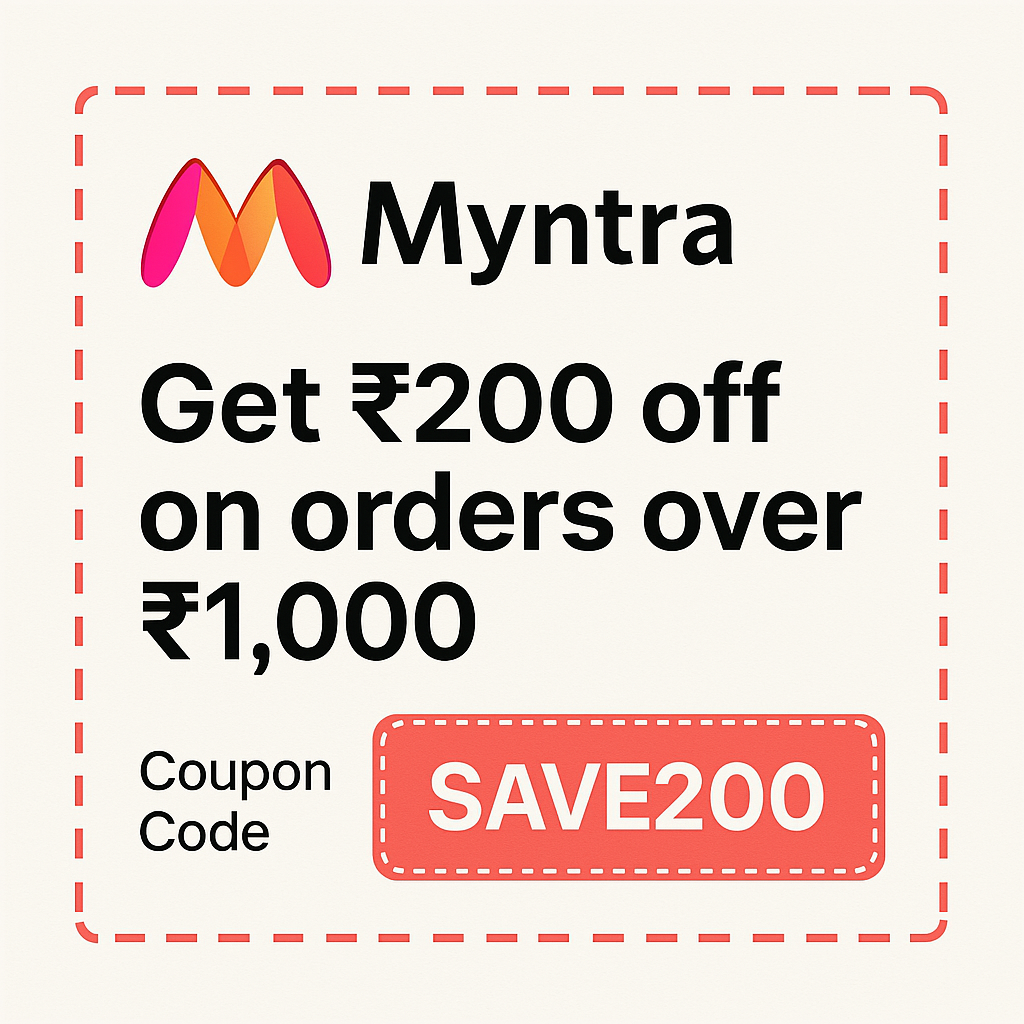 Myntra
Get ₹200 off
on orders over
₹1,000
Coupon
Code
SAVE200